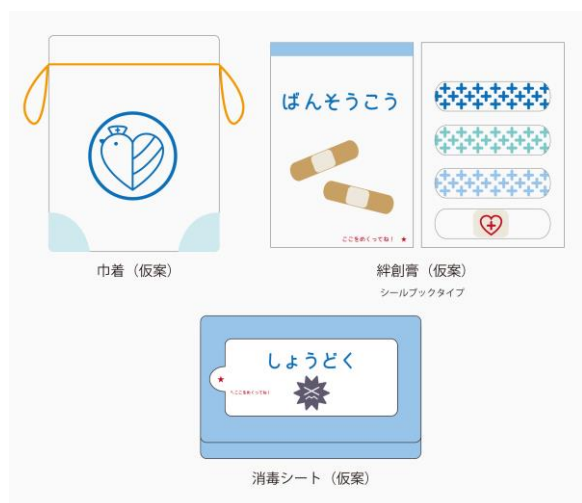 ばんそうこう
ここをめくってね! ★
巾着（仮案）
絆創膏（仮案）
シールブックタイプ
しょうどく
★
↖ここをめくってね!
消毒シート（仮案）